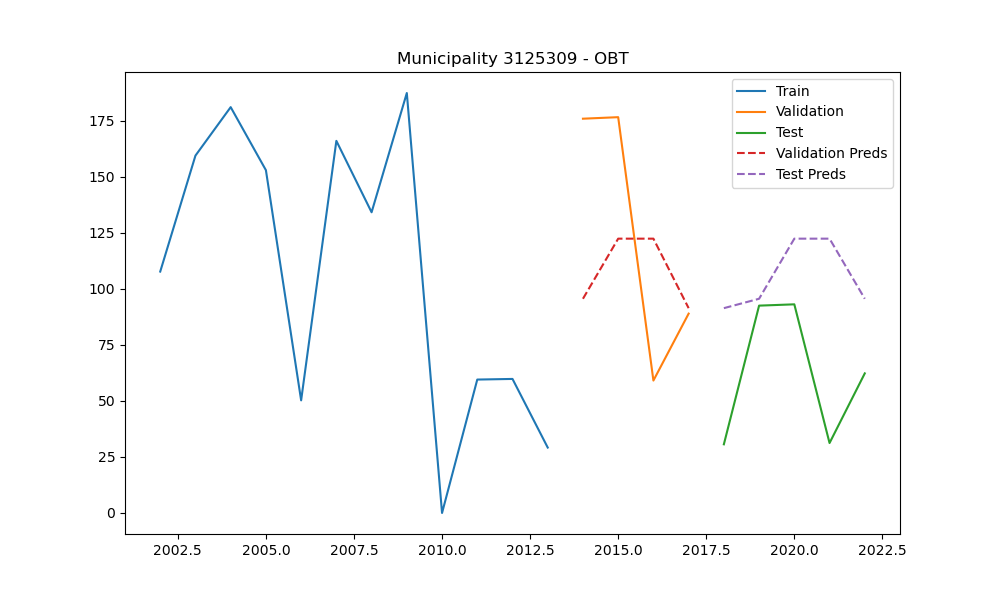 Municipality 3125309 - OBT
Train
Validation
Test
Validation Preds
Test Preds
175
150
125
100
75
50
25
0
2002.5 2005.0 2007.5 2010.0 2012.5 2015.0 2017.5 2020.0 2022.5